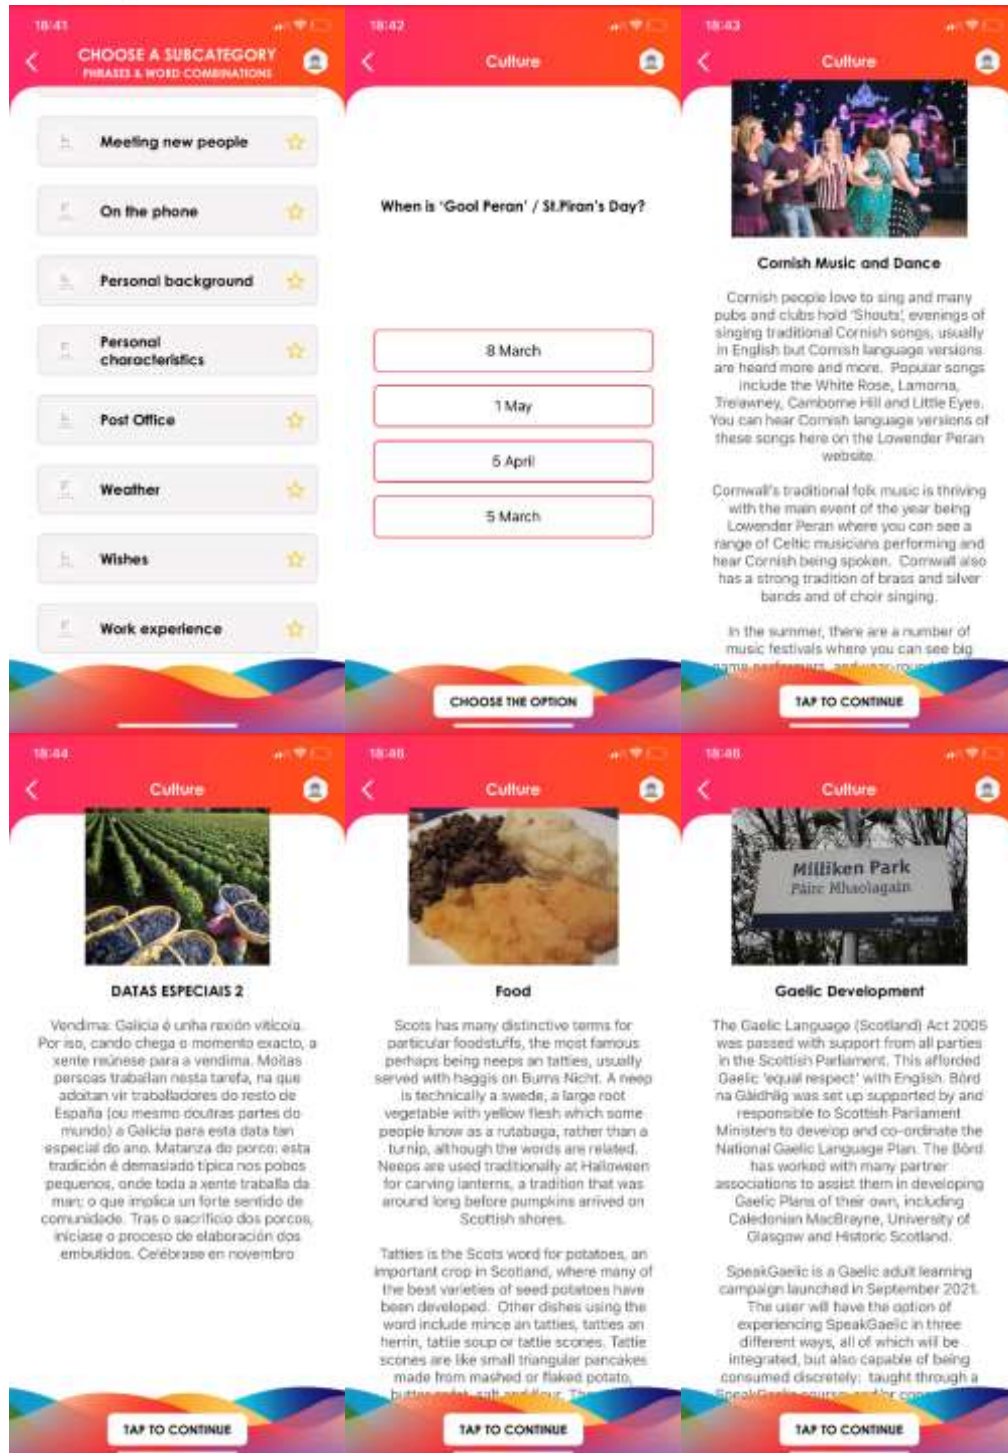 18:41
CHOOSE A SUBCATEGORY
PHRASES & WORD COMBINATIONS
Meeting new people
On the phone
Personal background
Personal
characteristics
Post Office
Weather
Wishes
Work experience
18:42
Culture
When is ‘Gool Peran’ / St.Piran’s Day?
8 March
1 May
5 April
5 March
CHOOSE THE OPTION
18:43
Culture
Cornish Music and Dance
Cornish people love to sing and many
pubs and clubs hold ‘Shouts’, evenings of
singing traditional Cornish songs, usually
in English but Cornish language versions
are heard more and more. Popular songs
include the White Rose, Lamorna,
Trelawney, Camborne Hill and Little Eyes.
You can hear Cornish language versions of
these songs here on the Lowender Peran
website.
Cornwall’s traditional folk music is thriving
with the main event of the year being
Lowender Peran where you can see a
range of Celtic musicians performing and
hear Cornish being spoken. Cornwall also
has a strong tradition of brass and silver
bands and of choir singing.
In the summer, there are a number of
music festivals where you can see big
name performers, and year-round
TAP TO CONTINUE
18:44
Culture
DATAS ESPECIAIS 2
Vendima: Galicia é unha rexión vitícola.
Por iso, cando chega o momento exacto, a
xente reúnese para a vendima. Moitas
persoas traballan nesta tarefa, na que
adoitan vir traballadores do resto de
España (ou mesmo doutras partes do
mundo) a Galicia para esta data tan
especial do ano. Matanza do porco: esta
tradición é demasiado típica nos pobos
pequenos, onde toda a xente traballa da
man; o que implica un forte sentido de
comunidade. Tras o sacrificio dos porcos,
iníciase o proceso de elaboración dos
embutidos. Celébrase en novembro
TAP TO CONTINUE
18:46
Culture
Food
Scots has many distinctive terms for
particular foodstuffs, the most famous
perhaps being neeps an tatties, usually
served with haggis on Burns Nicht. A neep
is technically a swede, a large root
vegetable with yellow flesh which some
people know as a rutabaga, rather than a
turnip, although the words are related.
Neeps are used traditionally at Halloween
for carving lanterns, a tradition that was
around long before pumpkins arrived on
Scottish shores.
Tatties is the Scots word for potatoes, an
important crop in Scotland, where many of
the best varieties of seed potatoes have
been developed. Other dishes using the
word include mince an tatties, tatties an
herrin, tattie soup or tattie scones. Tattie
scones are like small triangular pancakes
made from mashed or flaked potato,
salt and flour. The
TAP TO CONTINUE
18:46
Culture
Milliken Park
Pàirc Mhaolagain
Gaelic Development
The Gaelic Language (Scotland) Act 2005
was passed with support from all parties
in the Scottish Parliament. This afforded
Gaelic ‘equal respect’ with English. Bòrd
na Gàidhlig was set up supported by and
responsible to Scottish Parliament
Ministers to develop and co-ordinate the
National Gaelic Language Plan. The Bòrd
has worked with many partner
associations to assist them in developing
Gaelic Plans of their own, including
Caledonian MacBrayne, University of
Glasgow and Historic Scotland.
SpeakGaelic is a Gaelic adult learning
campaign launched in September 2021.
The user will have the option of
experiencing SpeakGaelic in three
different ways, all of which will be
integrated, but also capable of being
consumed discretely: taught through a
SpeakGaelic course and/or
TAP TO CONTINUE